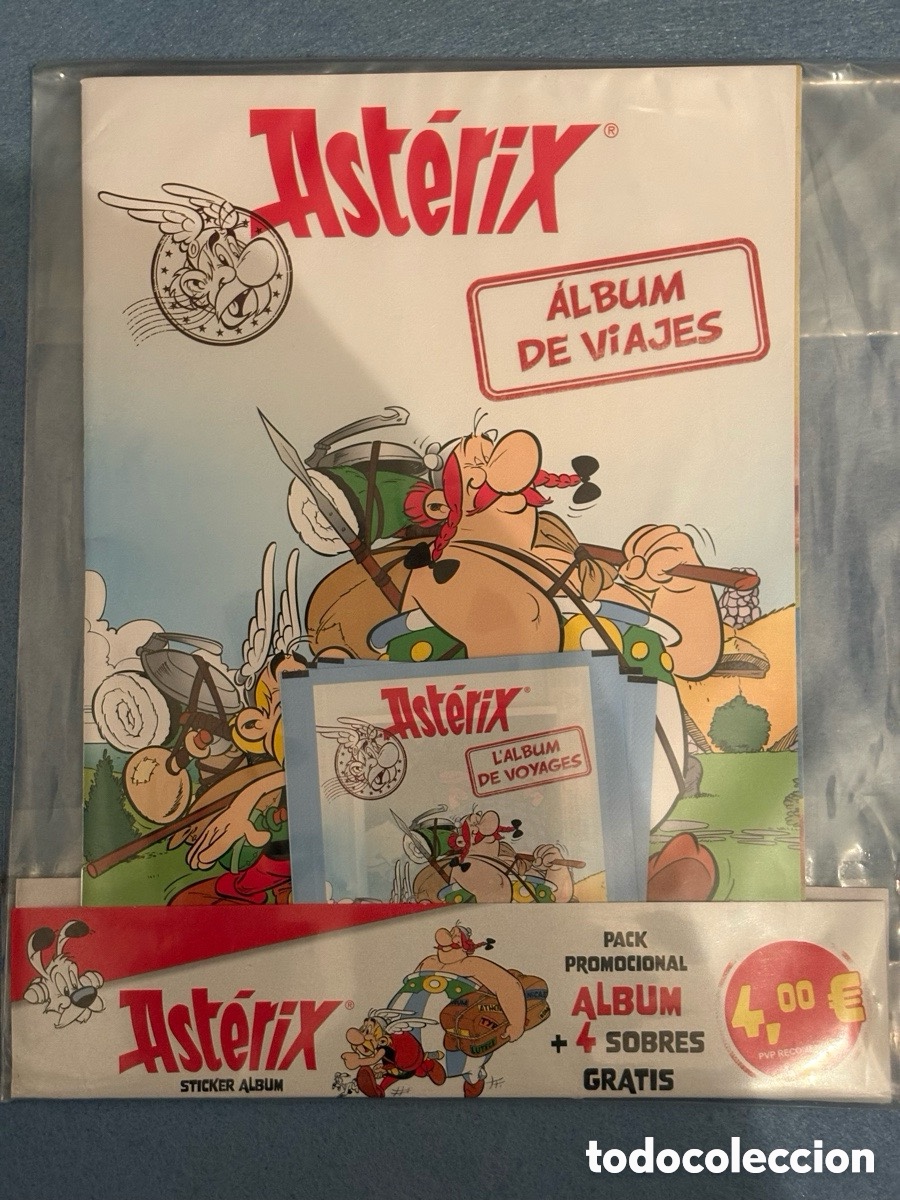 Astérix®
ÁLBUM
DE ViAJES
Astérix®
L'ALBUM
DE VOYAGES
PACK
PROMOCIONAL
ALBUM
+ 4 SOBRES
GRATIS
4,00 €
PVP
Astérix®
STICKER ALBUM
todocoleccion